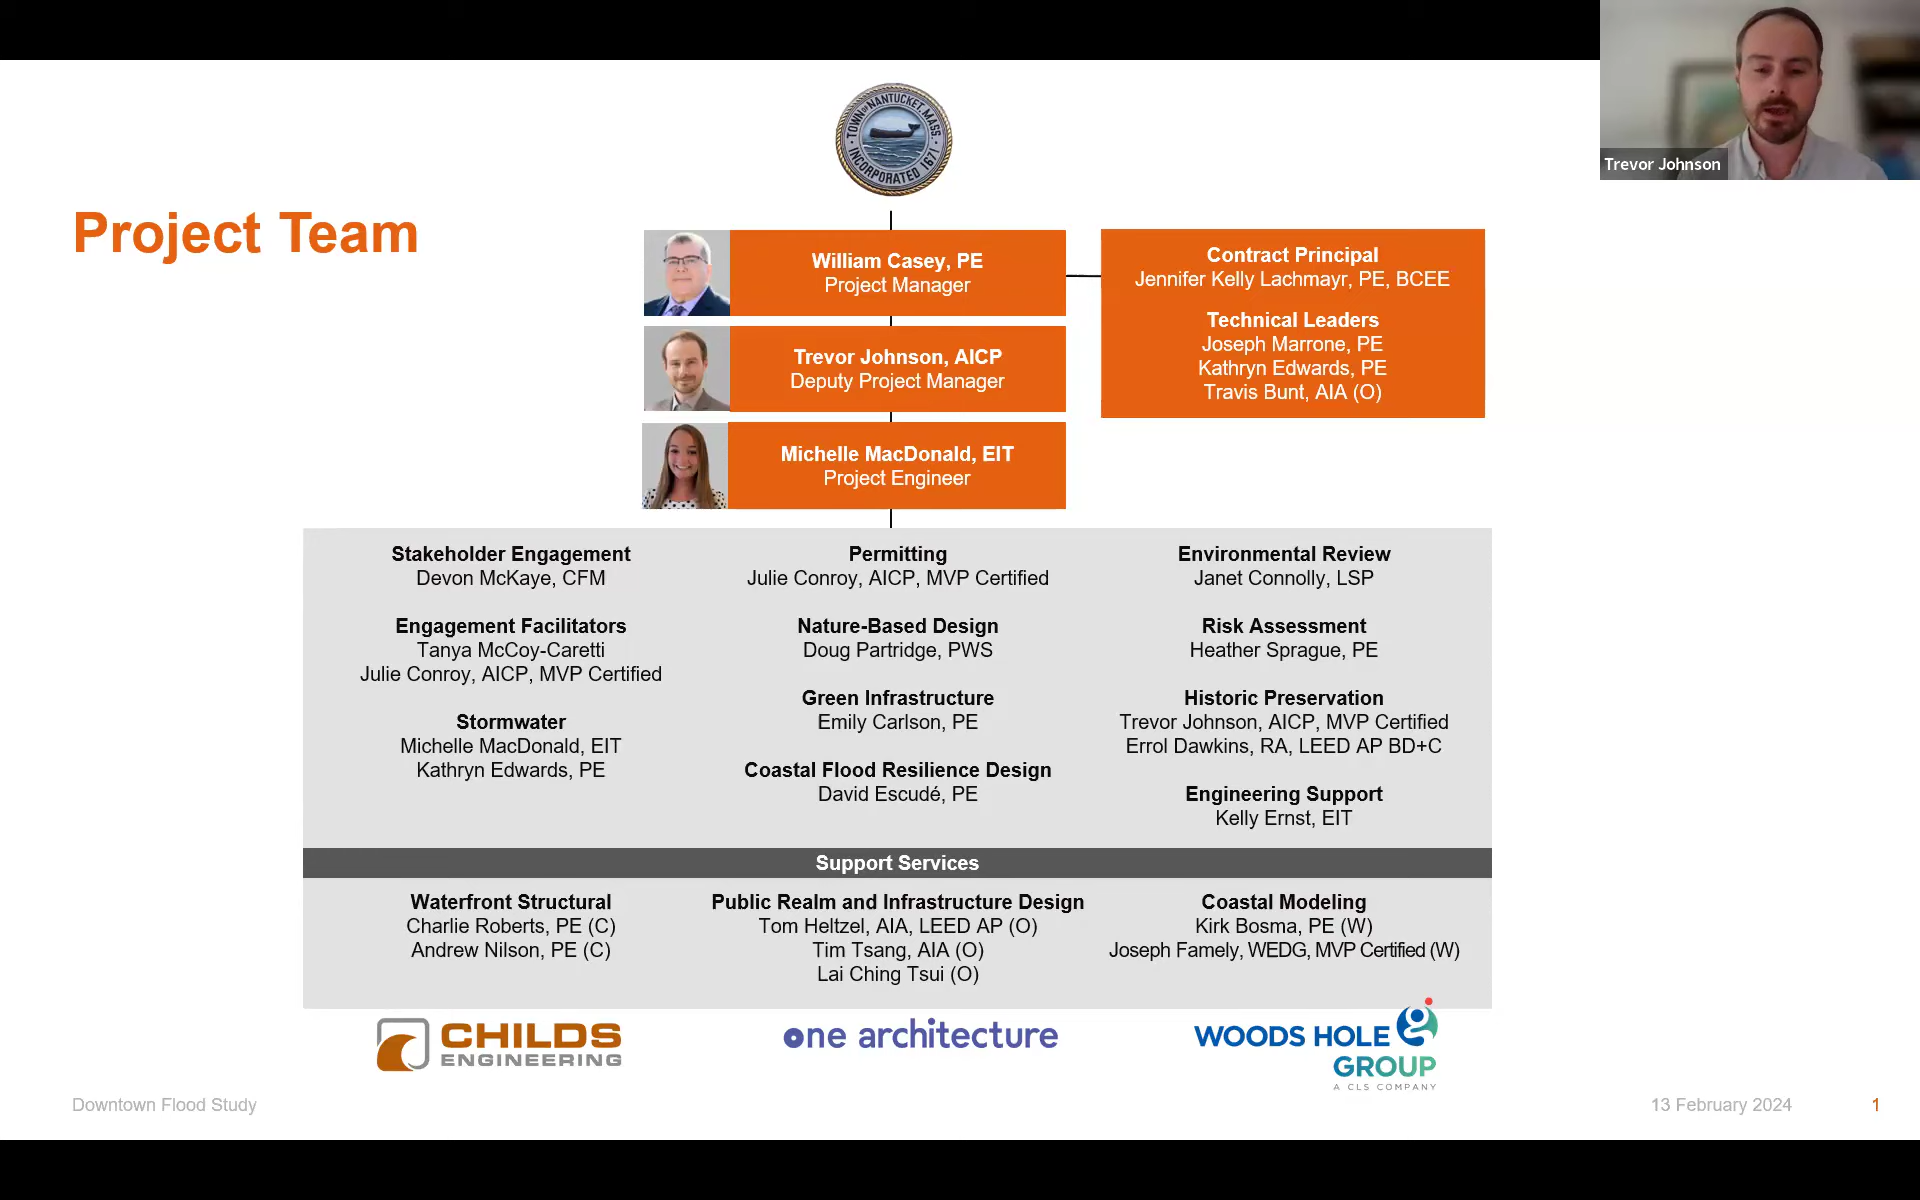 Trevor Johnson
TOWN OF NANTUCKET, MASS.
INCORPORATED 1671
Project Team
William Casey, PE
Project Manager
Trevor Johnson, AICP
Deputy Project Manager
Michelle MacDonald, EIT
Project Engineer
Contract Principal
Jennifer Kelly Lachmayr, PE, BCEE
Technical Leaders
Joseph Marrone, PE
Kathryn Edwards, PE
Travis Bunt, AIA (O)
Stakeholder Engagement
Devon McKaye, CFM
Engagement Facilitators
Tanya McCoy-Caretti
Julie Conroy, AICP, MVP Certified
Stormwater
Michelle MacDonald, EIT
Kathryn Edwards, PE
Permitting
Julie Conroy, AICP, MVP Certified
Nature-Based Design
Doug Partridge, PWS
Green Infrastructure
Emily Carlson, PE
Coastal Flood Resilience Design
David Escudé, PE
Environmental Review
Janet Connolly, LSP
Risk Assessment
Heather Sprague, PE
Historic Preservation
Trevor Johnson, AICP, MVP Certified
Errol Dawkins, RA, LEED AP BD+C
Engineering Support
Kelly Ernst, EIT
Support Services
Waterfront Structural
Charlie Roberts, PE (C)
Andrew Nilson, PE (C)
Public Realm and Infrastructure Design
Tom Heltzel, AIA, LEED AP (O)
Tim Tsang, AIA (O)
Lai Ching Tsui (O)
Coastal Modeling
Kirk Bosma, PE (W)
Joseph Famely, WEDG, MVP Certified (W)
CHILDS
ENGINEERING
one architecture
WOODS HOLE
GROUP
A CLS COMPANY
Downtown Flood Study
13 February 2024
1